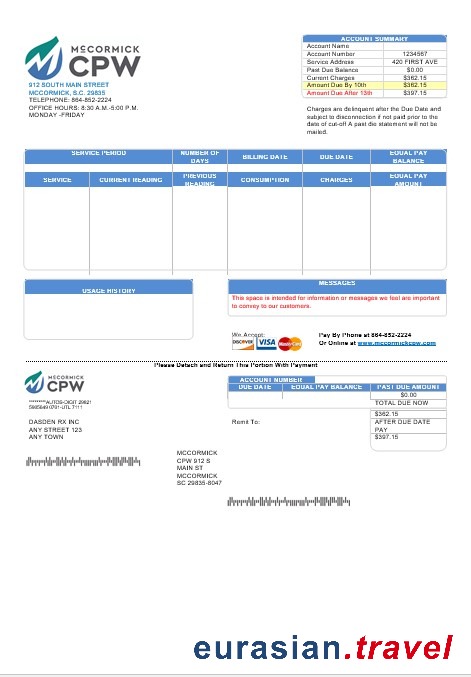 McCORMICK
CPW
912 SOUTH MAIN STREET
MCCORMICK, S.C. 29835
TELEPHONE: 864-852-2224
OFFICE HOURS: 8:30 A.M.-5:00 P.M.
MONDAY -FRIDAY
ACCOUNT SUMMARY
Account Name
Account Number 1234567
Service Address 420 FIRST AVE
Past Due Balance $0.00
Current Charges $362.15
Amount Due By 10th $362.15
Amount Due After 13th $397.15
Charges are delinquent after the Due Date and
subject to disconnection if not paid prior to the
date of cut-off A past die statement will not be
mailed.
SERVICE PERIOD NUMBER OF DAYS BILLING DATE DUE DATE EQUAL PAY BALANCE
SERVICE CURRENT READING PREVIOUS READING CONSUMPTION CHARGES EQUAL PAY AMOUNT
USAGE HISTORY
MESSAGES
This space is intended for information or messages we feel are important
to convey to our customers.
We Accept:
DISCOVER VISA MasterCard
Pay By Phone at 864-852-2224
Or Online at www.mccormickcpw.com
Please Detach and Return This Portion With Payment
McCORMICK
CPW
ACCOUNT NUMBER
DUE DATE EQUAL PAY BALANCE PAST DUE AMOUNT
$0.00
TOTAL DUE NOW
$362.15
AFTER DUE DATE
PAY
$397.15
DASDEN RX INC
ANY STREET 123
ANY TOWN
Remit To:
MCCORMICK
CPW 912 S
MAIN ST
MCCORMICK
SC 29835-8047
eurasian.travel